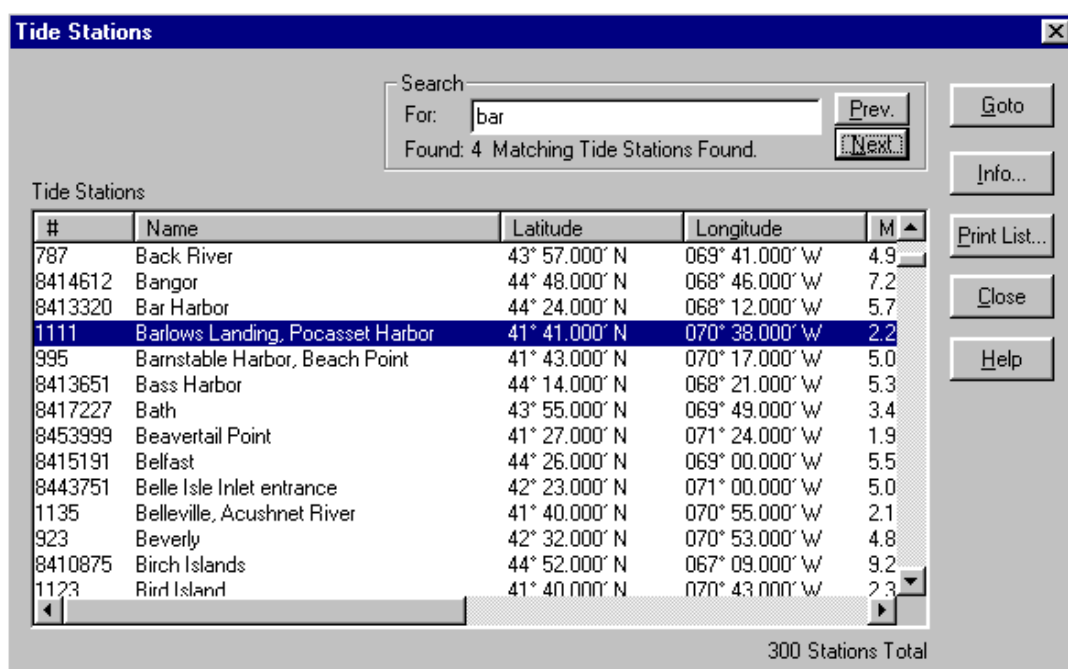 Tide Stations
Search
For: bar Prev.
Found: 4 Matching Tide Stations Found. Next
Goto
Info...
Print List...
Close
Help
Tide Stations
# Name Latitude Longitude M
787 Back River 43° 57.000´ N 069° 41.000´ W 4.9
8414612 Bangor 44° 48.000´ N 068° 46.000´ W 7.2
8413320 Bar Harbor 44° 24.000´ N 068° 12.000´ W 5.7
1111 Barlows Landing, Pocasset Harbor 41° 41.000´ N 070° 38.000´ W 2.2
995 Barnstable Harbor, Beach Point 41° 43.000´ N 070° 17.000´ W 5.0
8413651 Bass Harbor 44° 14.000´ N 068° 21.000´ W 5.3
8417227 Bath 43° 55.000´ N 069° 49.000´ W 3.4
8453999 Beavertail Point 41° 27.000´ N 071° 24.000´ W 1.9
8415191 Belfast 44° 26.000´ N 069° 00.000´ W 5.5
8443751 Belle Isle Inlet entrance 42° 23.000´ N 071° 00.000´ W 5.0
1135 Belleville, Acushnet River 41° 40.000´ N 070° 55.000´ W 2.1
923 Beverly 42° 32.000´ N 070° 53.000´ W 4.8
8410875 Birch Islands 44° 52.000´ N 067° 09.000´ W 9.2
1123 Bird Island 41° 40.000´ N 070° 43.000´ W 2.3
300 Stations Total